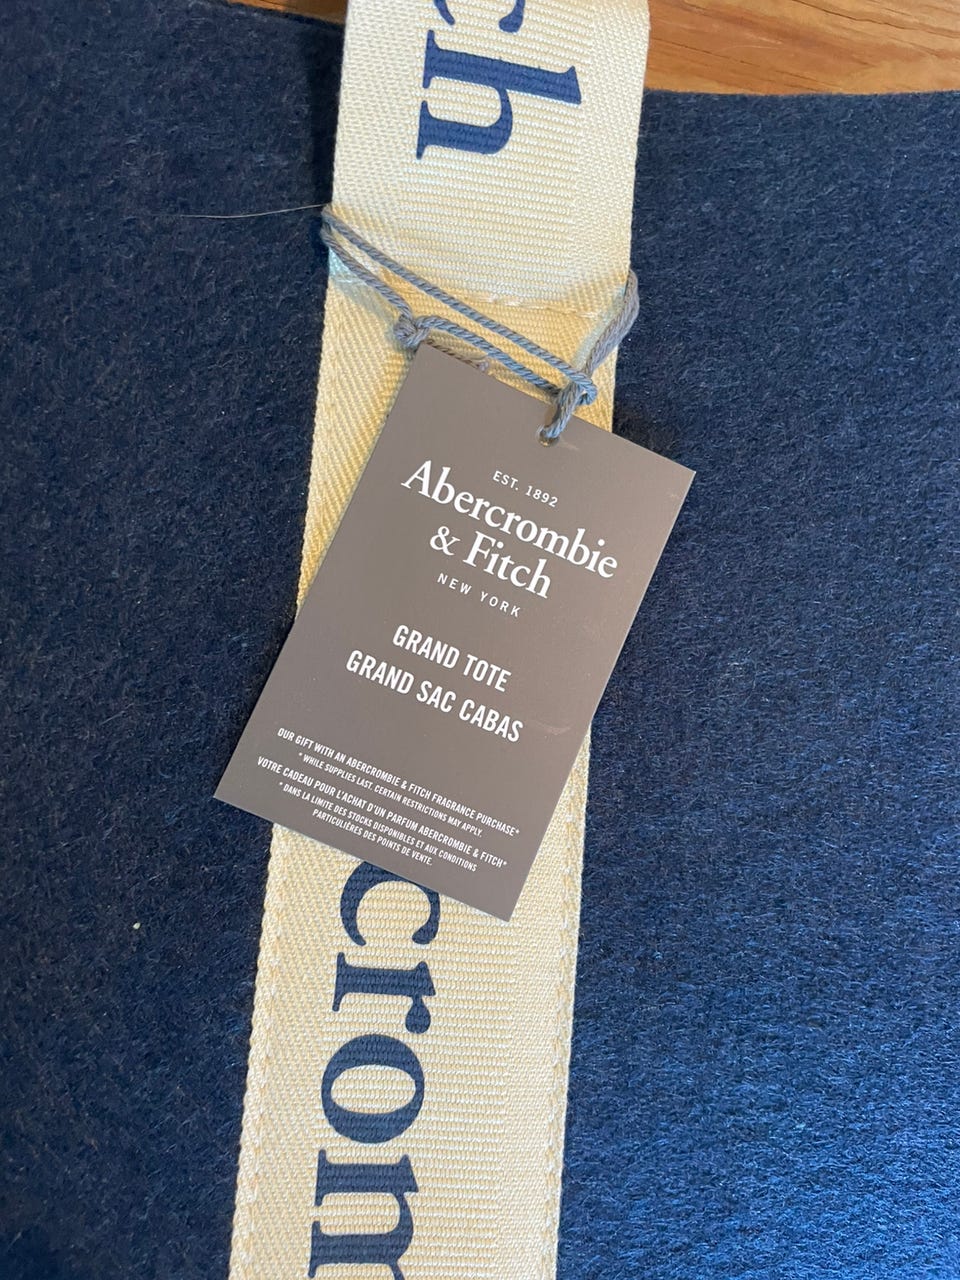 ch
EST. 1892
Abercrombie
& Fitch
NEW YORK
GRAND TOTE
GRAND SAC CABAS
OUR GIFT WITH AN ABERCROMBIE & FITCH FRAGRANCE PURCHASE*
* WHILE SUPPLIES LAST. CERTAIN RESTRICTIONS MAY APPLY.
VOTRE CADEAU POUR L'ACHAT D'UN PARFUM ABERCROMBIE & FITCH*
* DANS LA LIMITE DES STOCKS DISPONIBLES ET AUX CONDITIONS
PARTICULIÈRES DES POINTS DE VENTE.
crom